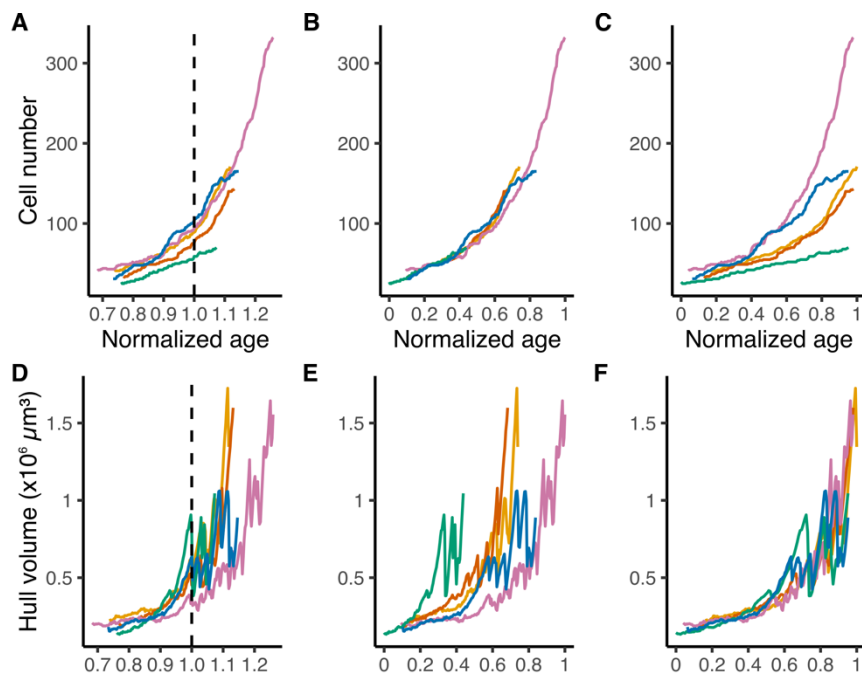 A
B
C
Cell number
300
200
100
0.7 0.8 0.9 1.0 1.1 1.2
Normalized age
300
200
100
0 0.2 0.4 0.6 0.8 1
Normalized age
300
200
100
0 0.2 0.4 0.6 0.8 1
Normalized age
D
E
F
Hull volume (x10⁶ µm³)
1.5
1
0.5
0.7 0.8 0.9 1.0 1.1 1.2
1.5
1
0.5
0 0.2 0.4 0.6 0.8 1
1.5
1
0.5
0 0.2 0.4 0.6 0.8 1